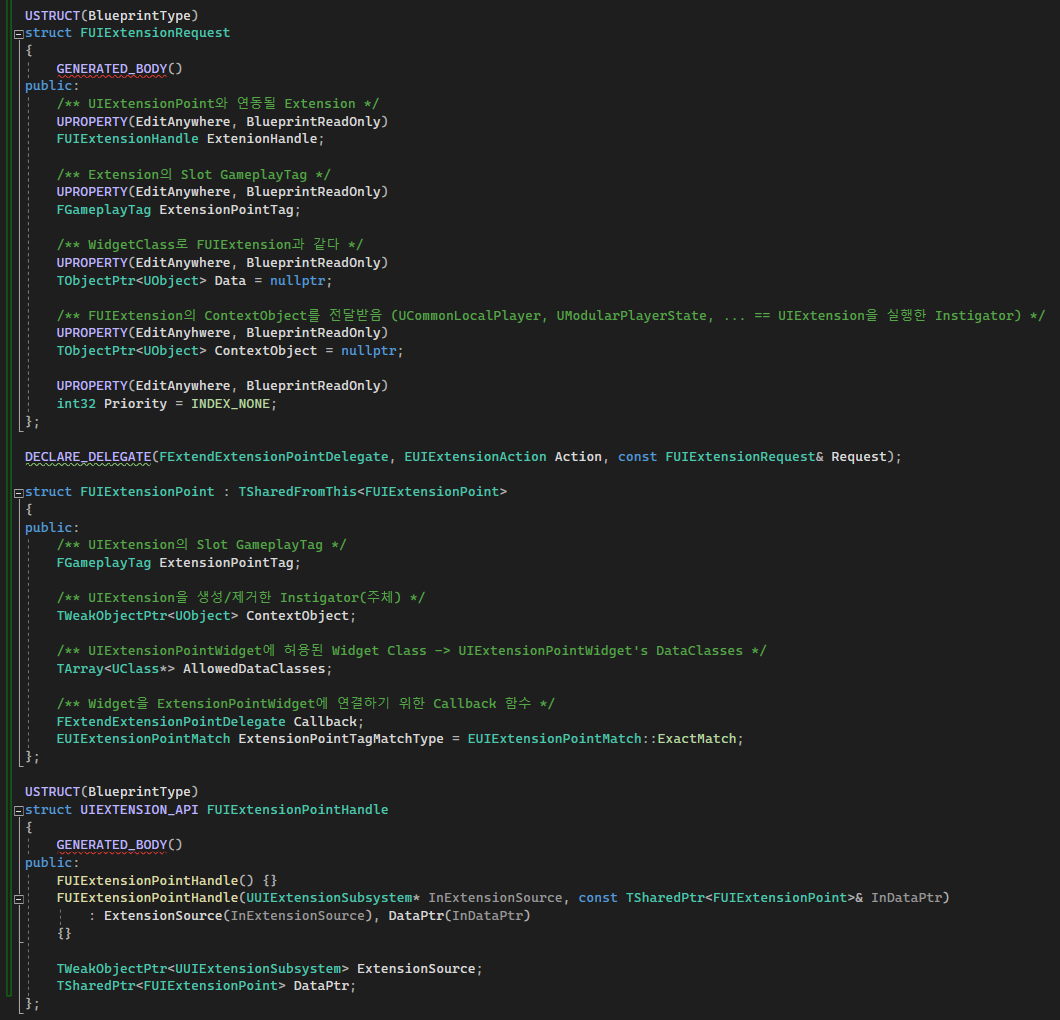 USTRUCT(BlueprintType)
struct FUIExtensionRequest
{
GENERATED_BODY()
public:
/** UIExtensionPoint와 연동될 Extension */
UPROPERTY(EditAnywhere, BlueprintReadOnly)
FUIExtensionHandle ExtenionHandle;
/** Extension의 Slot GameplayTag */
UPROPERTY(EditAnywhere, BlueprintReadOnly)
FGameplayTag ExtensionPointTag;
/** WidgetClass로 FUIExtension과 같다 */
UPROPERTY(EditAnywhere, BlueprintReadOnly)
TObjectPtr<UObject> Data = nullptr;
/** FUIExtension의 ContextObject를 전달받음 (UCommonLocalPlayer, UModularPlayerState, ... == UIExtension을 실행한 Instigator) */
UPROPERTY(EditAnyhwere, BluprintReadOnly)
TObjectPtr<UObject> ContextObject = nullptr;
UPROPERTY(EditAnywhere, BlueprintReadOnly)
int32 Priority = INDEX_NONE;
};
DECLARE_DELEGATE(FExtendExtensionPointDelegate, EUIExtensionAction Action, const FUIExtensionRequest& Request);
struct FUIExtensionPoint : TSharedFromThis<FUIExtensionPoint>
{
public:
/** UIExtension의 Slot GameplayTag */
FGameplayTag ExtensionPointTag;
/** UIExtension을 생성/제거한 Instigator(주체) */
TWeakObjectPtr<UObject> ContextObject;
/** UIExtensionPointWidget에 허용된 Widget Class -> UIExtensionPointWidget's DataClasses */
TArray<UClass*> AllowedDataClasses;
/** Widget을 ExtensionPointWidget에 연결하기 위한 Callback 함수 */
FExtendExtensionPointDelegate Callback;
EUIExtensionPointMatch ExtensionPointTagMatchType = EUIExtensionPointMatch::ExactMatch;
};
USTRUCT(BlueprintType)
struct UIEXTENSION_API FUIExtensionPointHandle
{
GENERATED_BODY()
public:
FUIExtensionPointHandle() {}
FUIExtensionPointHandle(UUIExtensionSubsystem* InExtensionSource, const TSharedPtr<FUIExtensionPoint>& InDataPtr)
: ExtensionSource(InExtensionSource), DataPtr(InDataPtr)
{}
TWeakObjectPtr<UUIExtensionSubsystem> ExtensionSource;
TSharedPtr<FUIExtensionPoint> DataPtr;
};